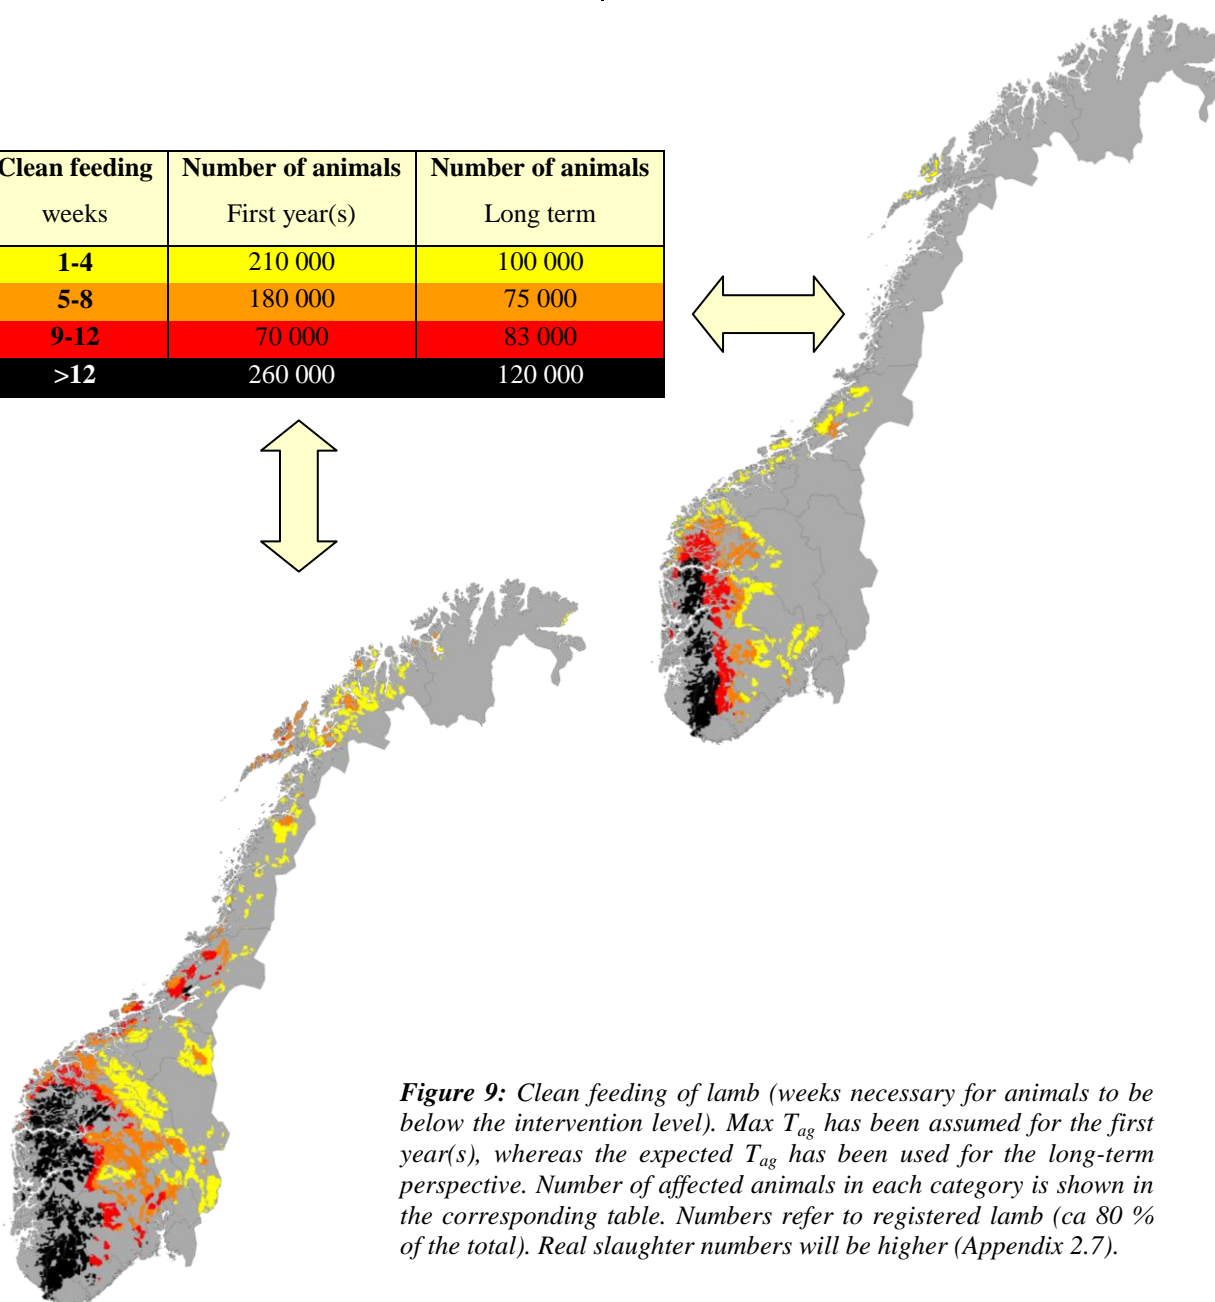 Clean feeding Number of animals Number of animals
weeks First year(s) Long term
1-4 210 000 100 000
5-8 180 000 75 000
9-12 70 000 83 000
>12 260 000 120 000
Figure 9: Clean feeding of lamb (weeks necessary for animals to be
below the intervention level). Max Tag has been assumed for the first
year(s), whereas the expected Tag has been used for the long-term
perspective. Number of affected animals in each category is shown in
the corresponding table. Numbers refer to registered lamb (ca 80 %
of the total). Real slaughter numbers will be higher (Appendix 2.7).